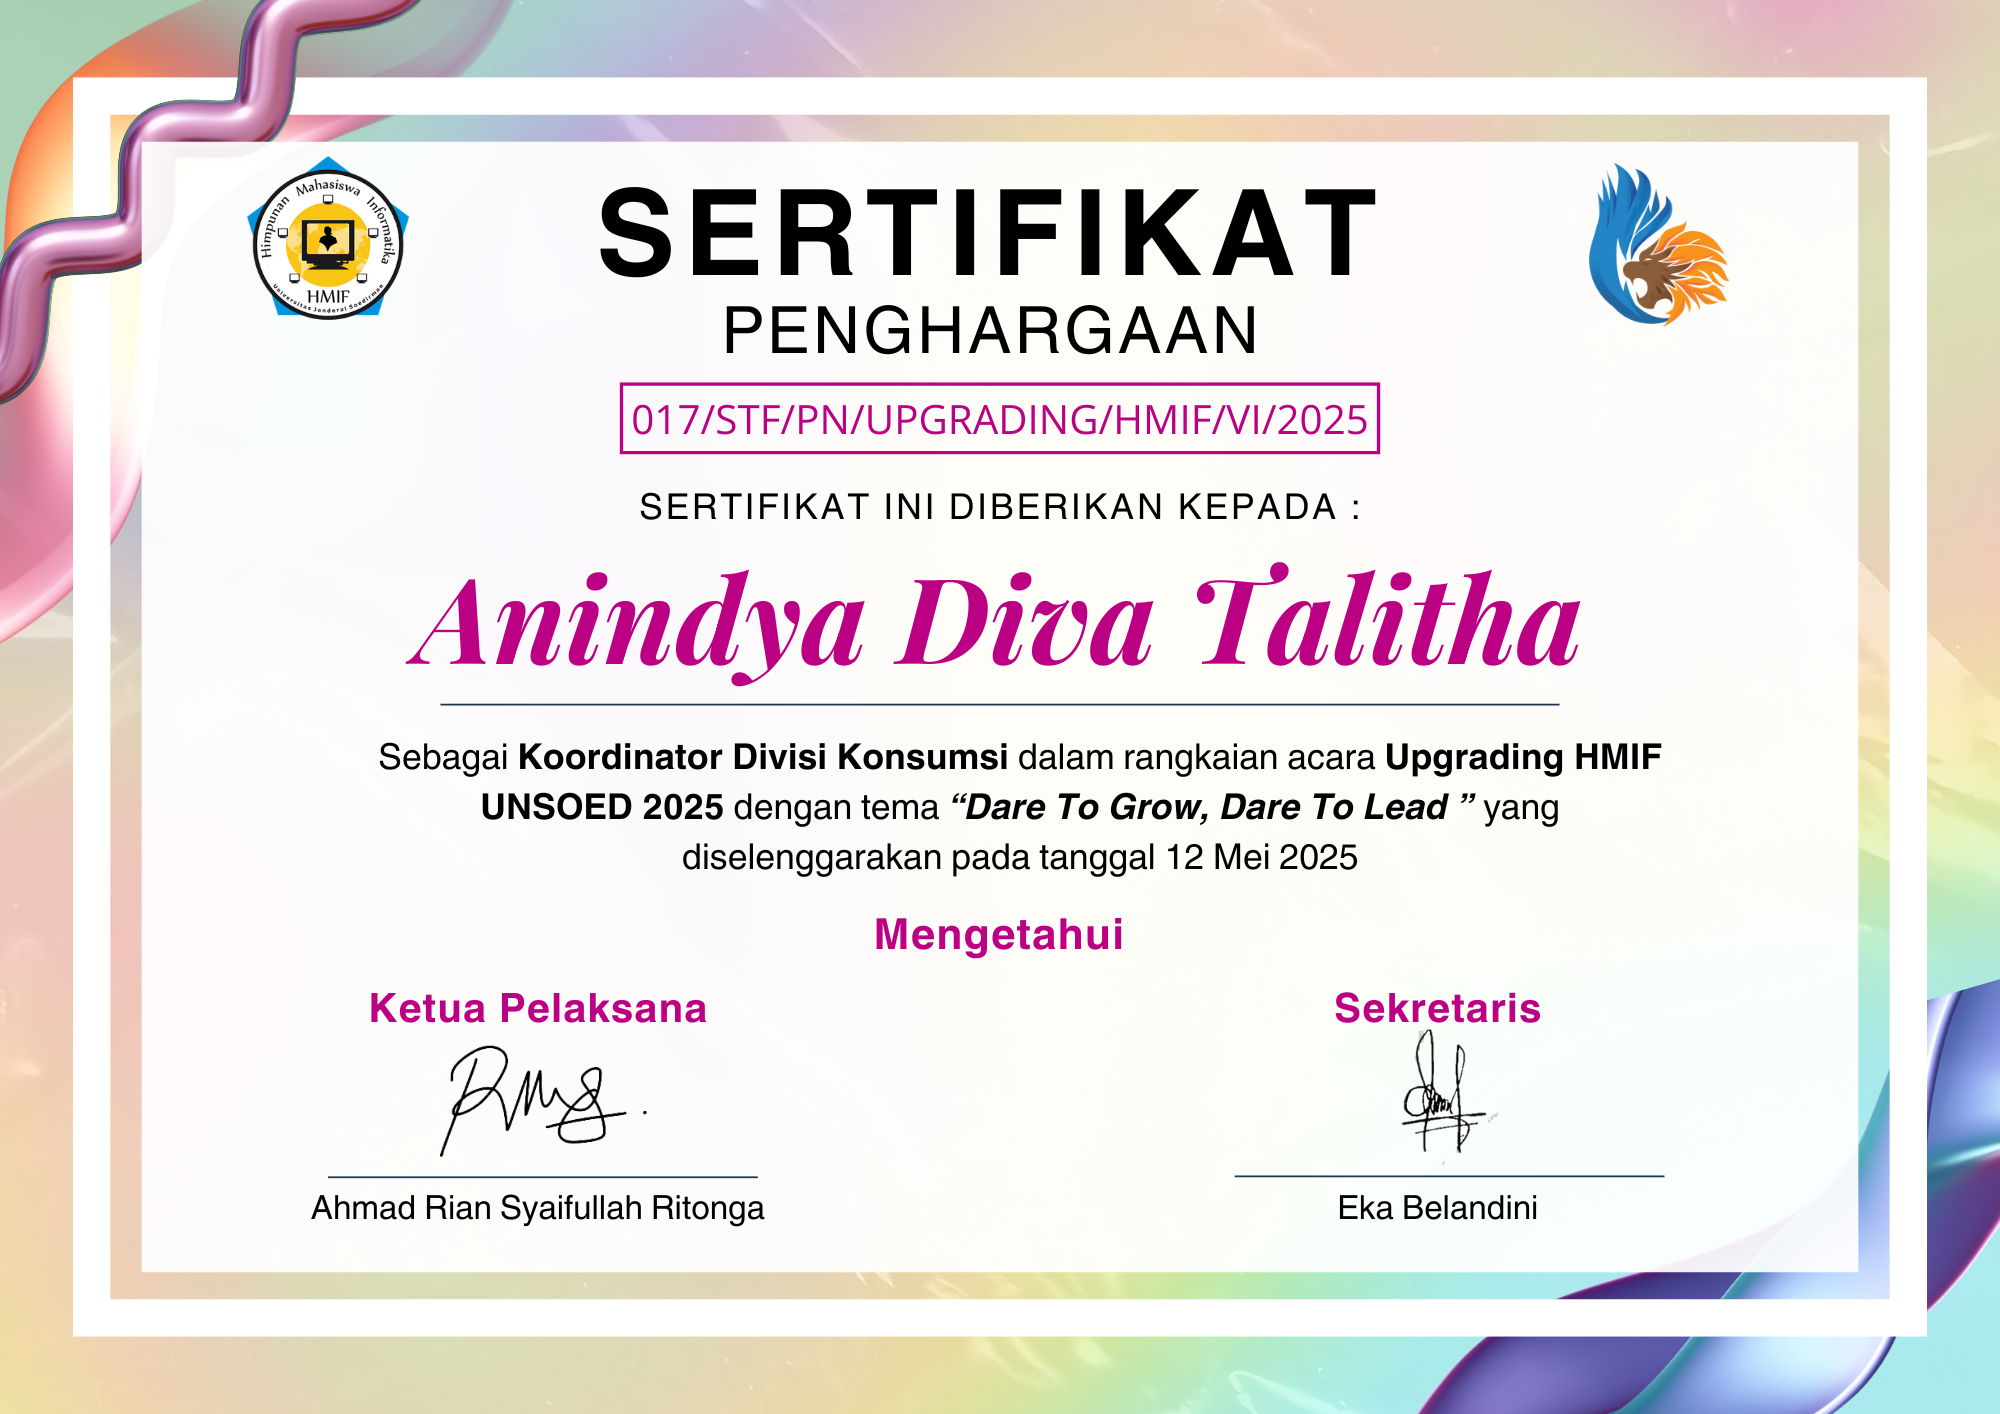 Himpunan Mahasiswa Informatika
HMIF
Universitas Jenderal Soedirman
SERTIFIKAT
PENGHARGAAN
017/STF/PN/UPGRADING/HMIF/VI/2025
SERTIFIKAT INI DIBERIKAN KEPADA :
Anindya Diva Talitha
Sebagai Koordinator Divisi Konsumsi dalam rangkaian acara Upgrading HMIF
UNSOED 2025 dengan tema “Dare To Grow, Dare To Lead ” yang
diselenggarakan pada tanggal 12 Mei 2025
Mengetahui
Ketua Pelaksana
Sekretaris
Ahmad Rian Syaifullah Ritonga
Eka Belandini